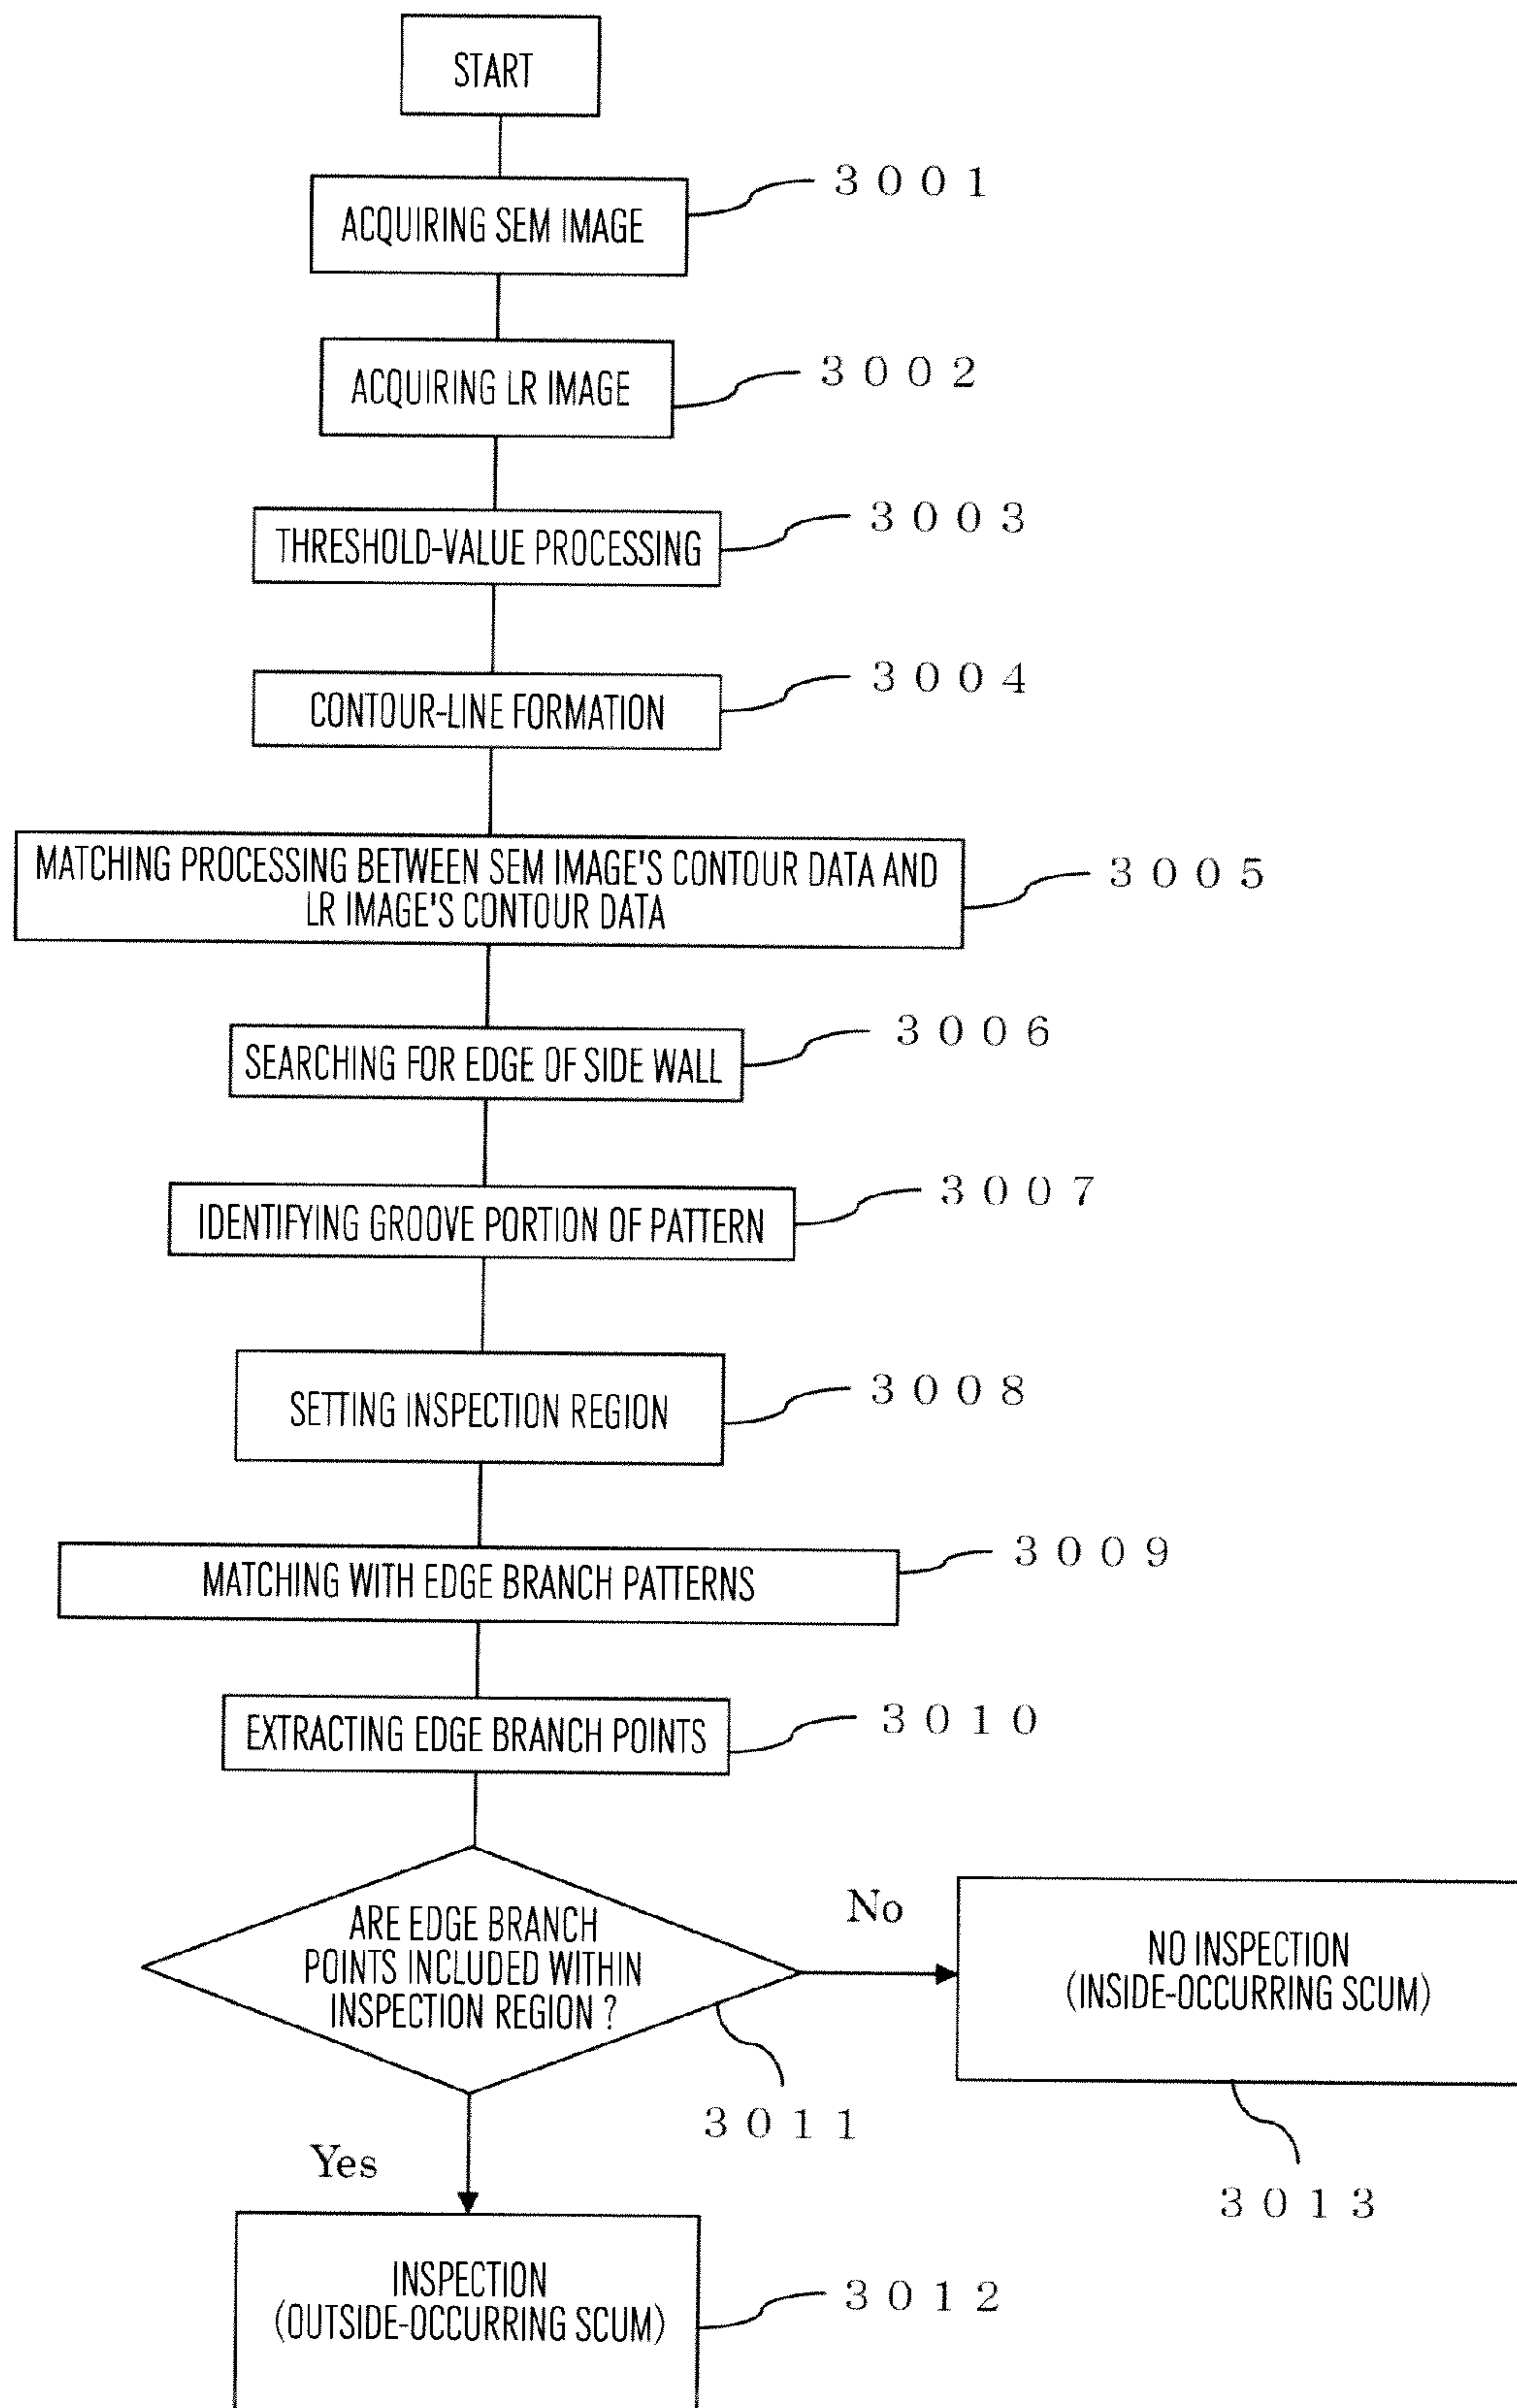 START
ACQUIRING SEM IMAGE
3001
ACQUIRING LR IMAGE
3002
THRESHOLD-VALUE PROCESSING
3003
CONTOUR-LINE FORMATION
3004
MATCHING PROCESSING BETWEEN SEM IMAGE'S CONTOUR DATA AND
LR IMAGE'S CONTOUR DATA
3005
SEARCHING FOR EDGE OF SIDE WALL
3006
IDENTIFYING GROOVE PORTION OF PATTERN
3007
SETTING INSPECTION REGION
3008
MATCHING WITH EDGE BRANCH PATTERNS
3009
EXTRACTING EDGE BRANCH POINTS
3010
ARE EDGE BRANCH
POINTS INCLUDED WITHIN
INSPECTION REGION ?
3011
No
NO INSPECTION
(INSIDE-OCCURRING SCUM)
3013
Yes
INSPECTION
(OUTSIDE-OCCURRING SCUM)
3012